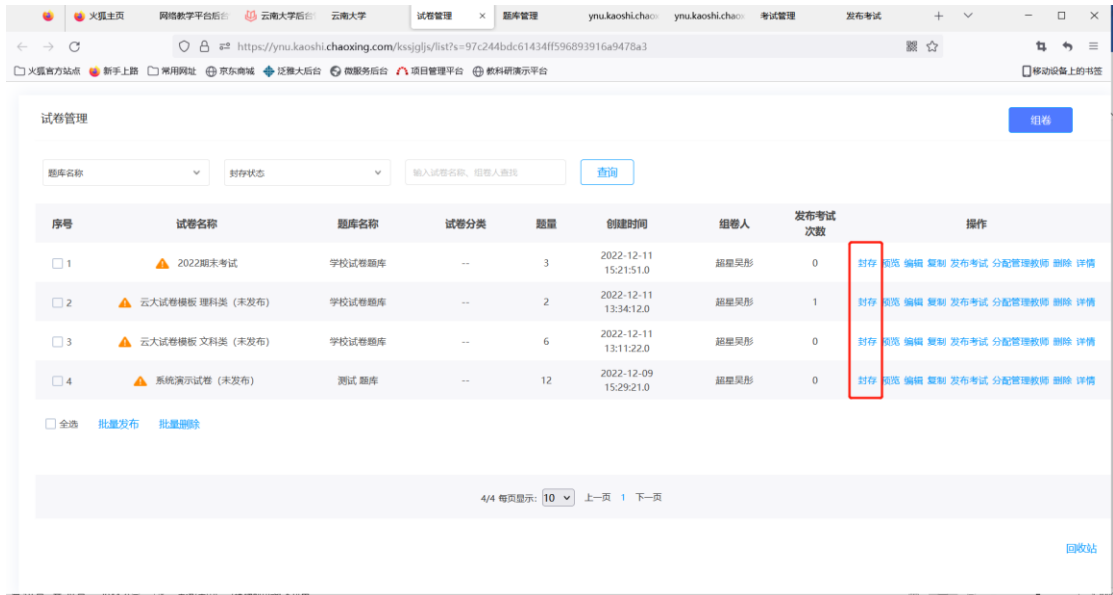 火狐主页 网络教学平台后台 云南大学后台 云南大学 试卷管理 × 题库管理 ynu.kaoshi.chao ynu.kaoshi.chao 考试管理 发布考试
https://ynu.kaoshi.chaoxing.com/kssjgljs/list?s=97c244bdc61434ff596893916a9478a3
火狐官方站点 新手上路 常用网址 京东商城 泛雅大后台 微服务后台 项目管理平台 教科研演示平台 移动设备上的书签
试卷管理 组卷
题库名称 封存状态 输入试卷名称、组卷人查找 查询
序号 试卷名称 题库名称 试卷分类 题量 创建时间 组卷人 发布考试次数 操作
1 2022期末考试 学校试卷题库 -- 3 2022-12-11 15:21:51.0 超星吴彤 0 封存 预览 编辑 复制 发布考试 分配管理教师 删除 详情
2 云大试卷模板 理科类（未发布） 学校试卷题库 -- 2 2022-12-11 13:34:12.0 超星吴彤 1 封存 预览 编辑 复制 发布考试 分配管理教师 删除 详情
3 云大试卷模板 文科类（未发布） 学校试卷题库 -- 6 2022-12-11 13:11:22.0 超星吴彤 0 封存 预览 编辑 复制 发布考试 分配管理教师 删除 详情
4 系统演示试卷（未发布） 测试 题库 -- 12 2022-12-09 15:29:21.0 超星吴彤 0 封存 预览 编辑 复制 发布考试 分配管理教师 删除 详情
全选 批量发布 批量删除
4/4 每页显示: 10 上一页 1 下一页
回收站